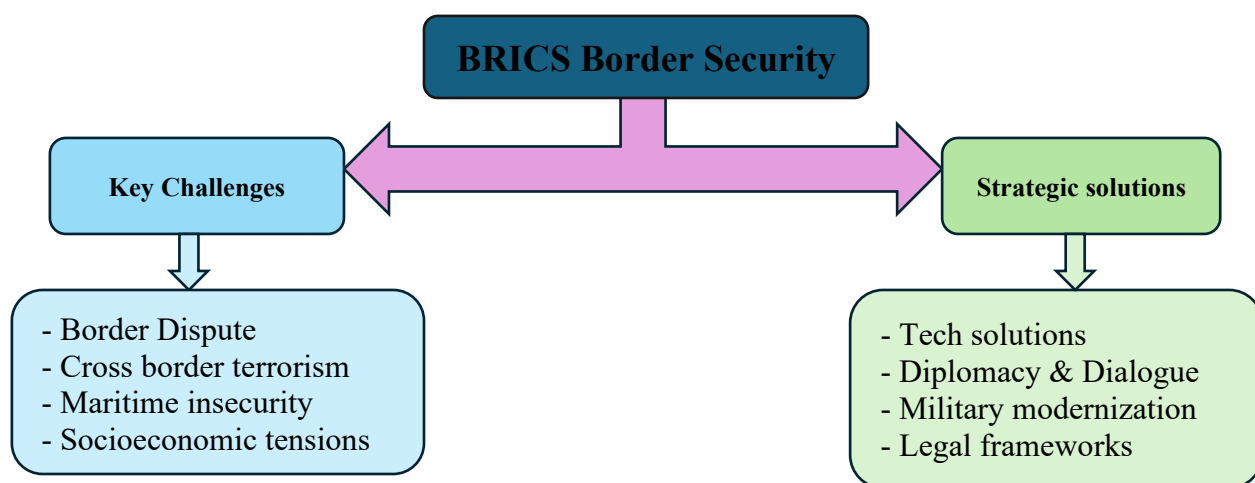 BRICS Border Security
Key Challenges
Strategic solutions
- Border Dispute
- Cross border terrorism
- Maritime insecurity
- Socioeconomic tensions
- Tech solutions
- Diplomacy & Dialogue
- Military modernization
- Legal frameworks